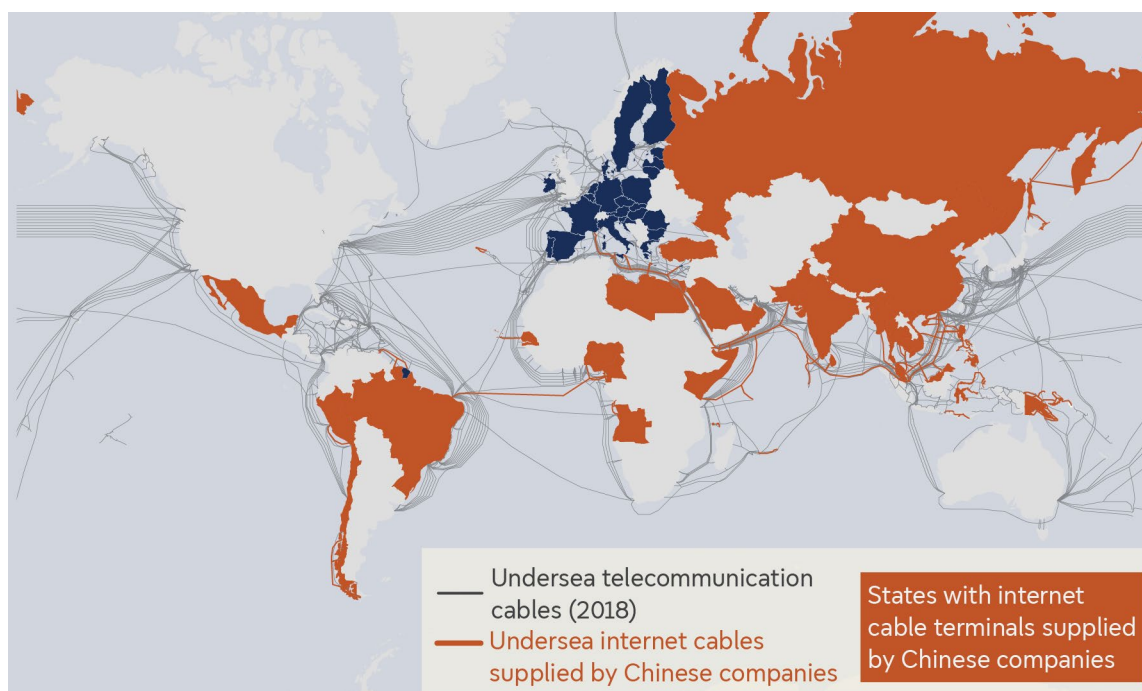 Undersea telecommunication
cables (2018)
Undersea internet cables
supplied by Chinese companies
States with internet
cable terminals supplied
by Chinese companies